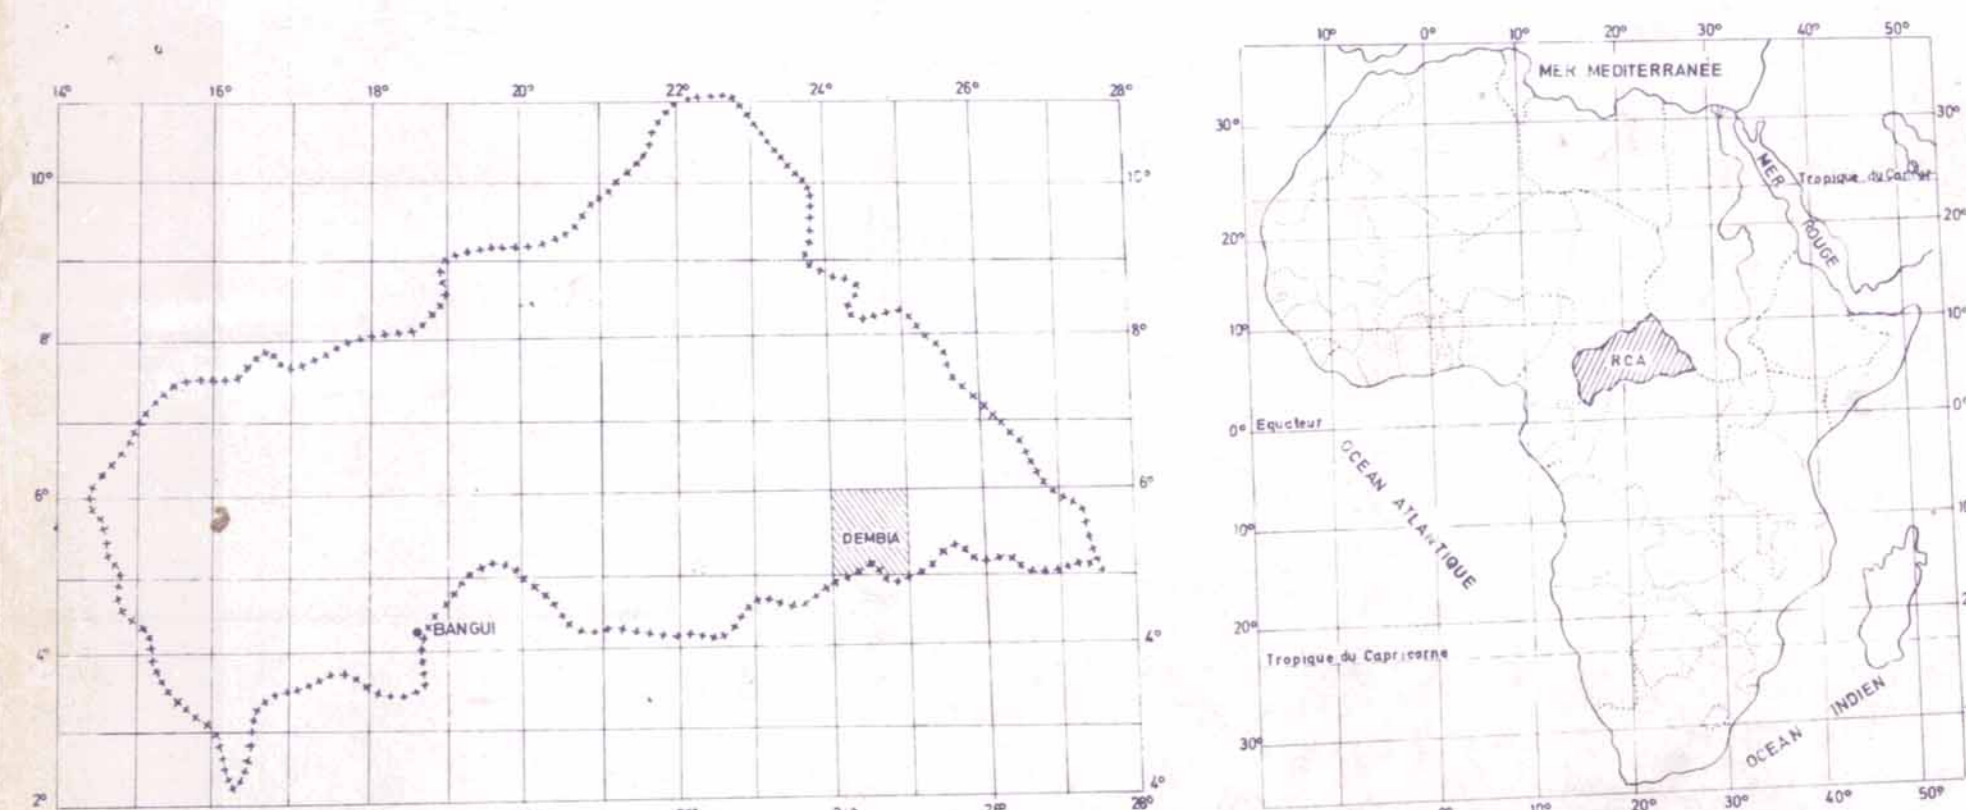 14° 16° 18° 20° 22° 24° 26° 28°
10° 10°
8° 8°
6° 6°
DEMBIA
BANGUI
4° 4°
2° 4°
28°
10° 0° 10° 20° 30° 40° 50°
MER MEDITERRANÉE
30° 30°
MER ROUGE
Tropique du Cancer
20° 20°
10° 10°
RCA
0° Equateur 0°
OCEAN ATLANTIQUE
10°
20°
Tropique du Capricorne
OCEAN INDIEN
30°
0° 10° 20° 30° 40° 50°